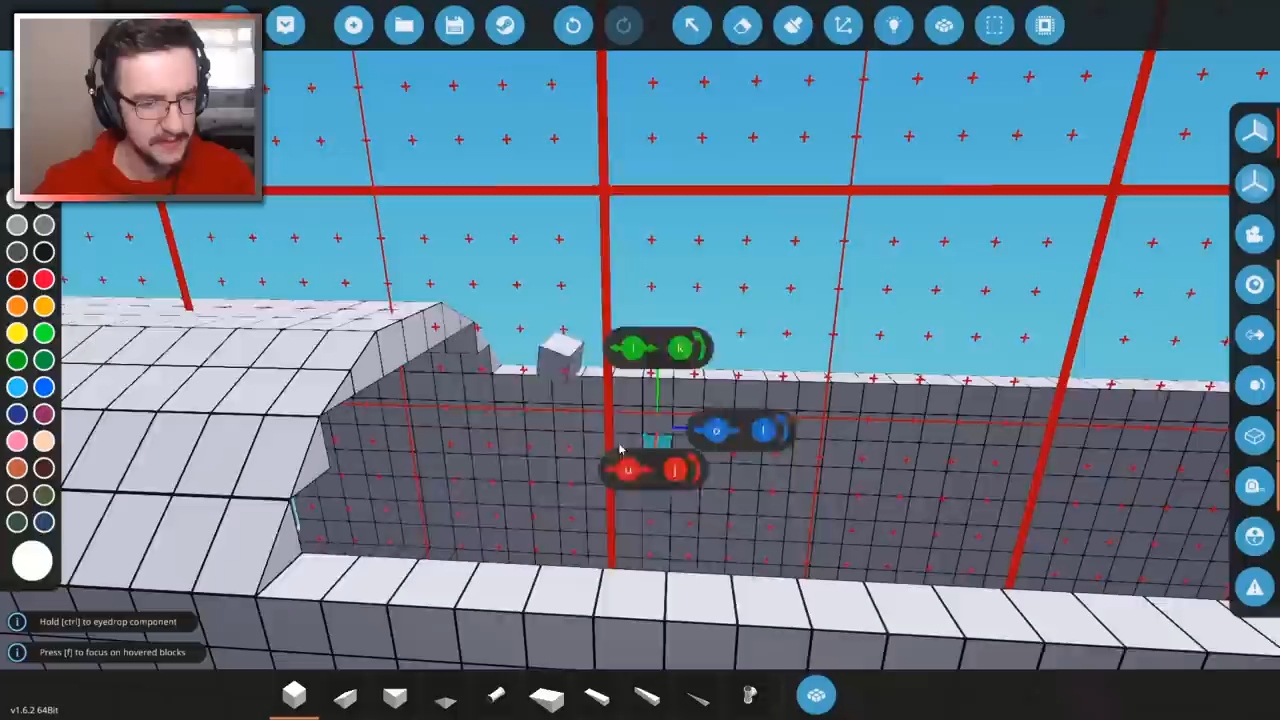 i k
o l
u j
Hold [ctrl] to eyedrop component
Press [f] to focus on hovered blocks
v1.6.2 64Bit